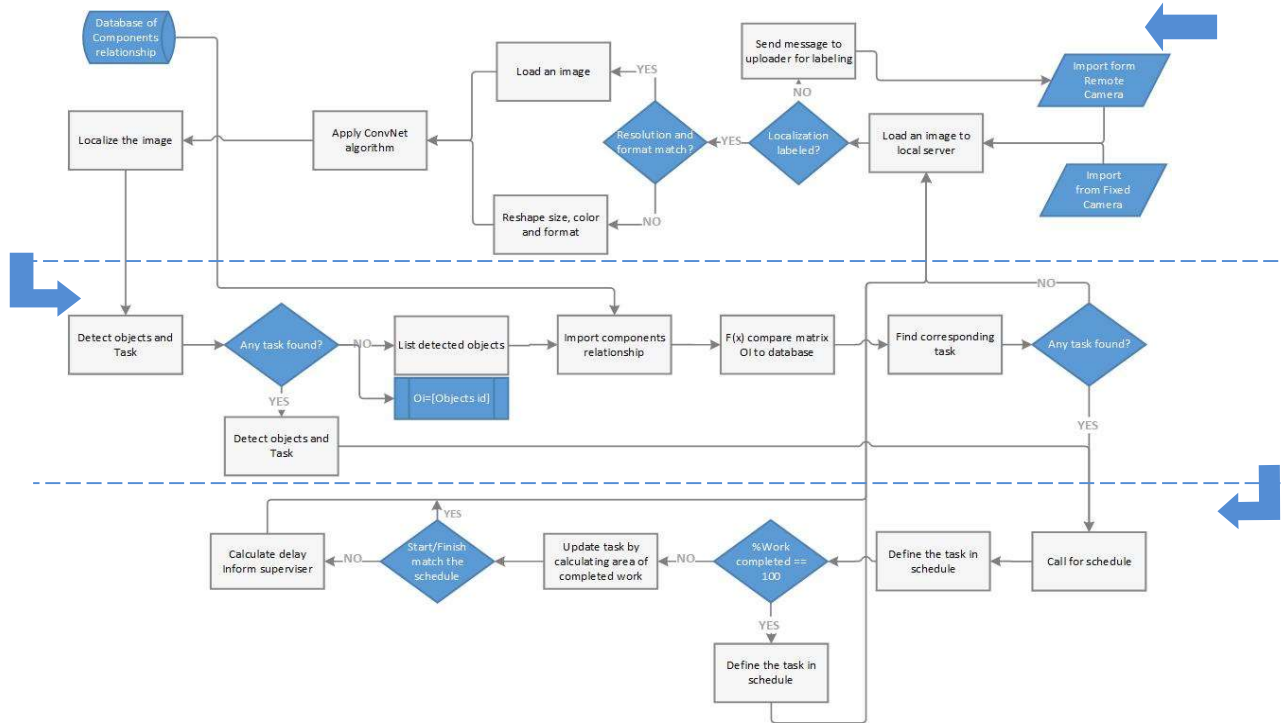 Database of
Components
relationship
Send message to
uploader for labeling
Import form
Remote
Camera
Load an image
YES
NO
Localize the image
Apply ConvNet
algorithm
Resolution and
format match?
YES
Localization
labeled?
Load an image to
local server
Import
from Fixed
Camera
Reshape size, color
and format
NO
NO
Detect objects and
Task
Any task found?
NO
List detected objects
Import components
relationship
F(x) compare matrix
OI to database
Find corresponding
task
Any task found?
OI=[Objects id]
YES
YES
Detect objects and
Task
YES
Calculate delay
Inform superviser
NO
Start/Finish
match the
schedule
Update task by
calculating area of
completed work
NO
%Work
completed ==
100
Define the task in
schedule
Call for schedule
YES
Define the task in
schedule